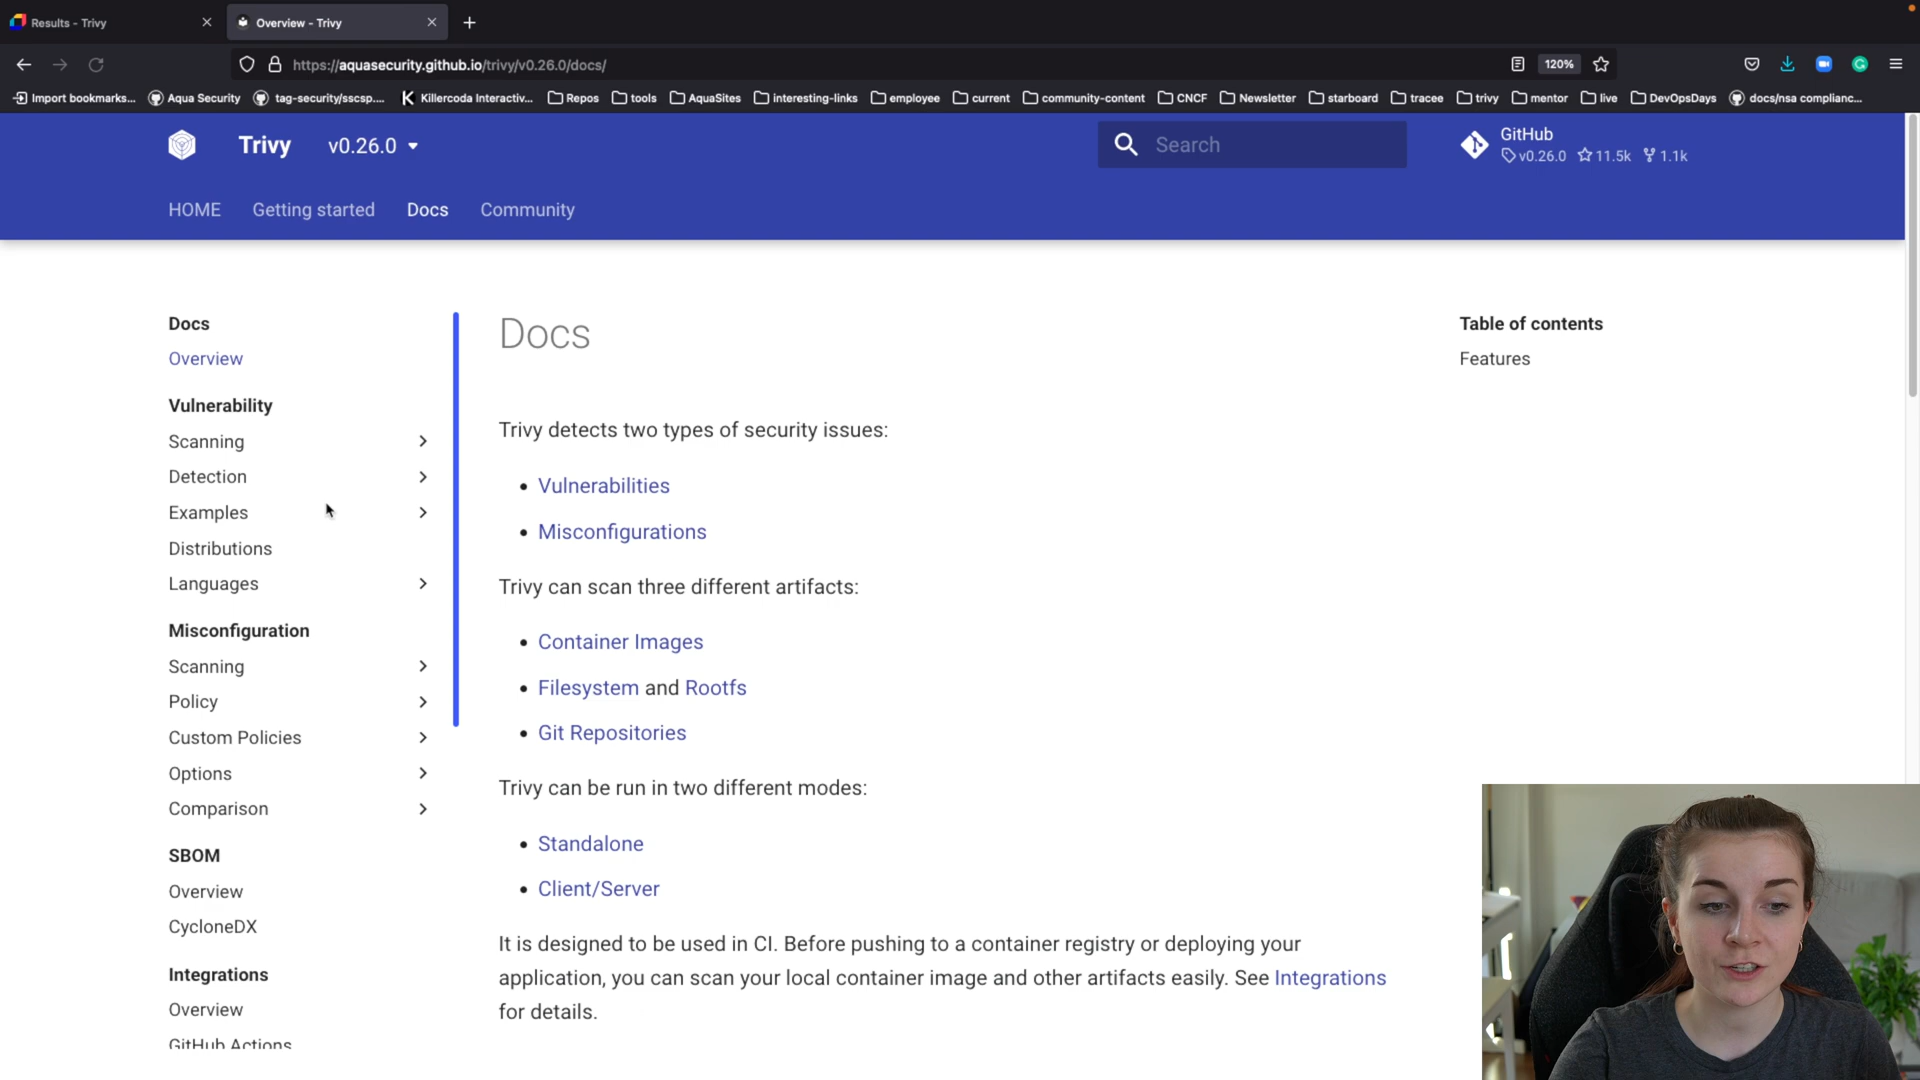 Results - Trivy
Overview - Trivy
https://aquasecurity.github.io/trivy/v0.26.0/docs/
120%
Import bookmarks...
Aqua Security
tag-security/sscsp....
Killercoda Interactiv...
Repos
tools
AquaSites
interesting-links
employee
current
community-content
CNCF
Newsletter
starboard
tracee
trivy
mentor
live
DevOpsDays
docs/nsa complianc...
Trivy
v0.26.0
Search
GitHub
v0.26.0 11.5k 1.1k
HOME
Getting started
Docs
Community
Docs
Overview
Vulnerability
Scanning
Detection
Examples
Distributions
Languages
Misconfiguration
Scanning
Policy
Custom Policies
Options
Comparison
SBOM
Overview
CycloneDX
Integrations
Overview
GitHub Actions
Docs
Trivy detects two types of security issues:
• Vulnerabilities
• Misconfigurations
Trivy can scan three different artifacts:
• Container Images
• Filesystem and Rootfs
• Git Repositories
Trivy can be run in two different modes:
• Standalone
• Client/Server
It is designed to be used in CI. Before pushing to a container registry or deploying your
application, you can scan your local container image and other artifacts easily. See Integrations
for details.
Table of contents
Features